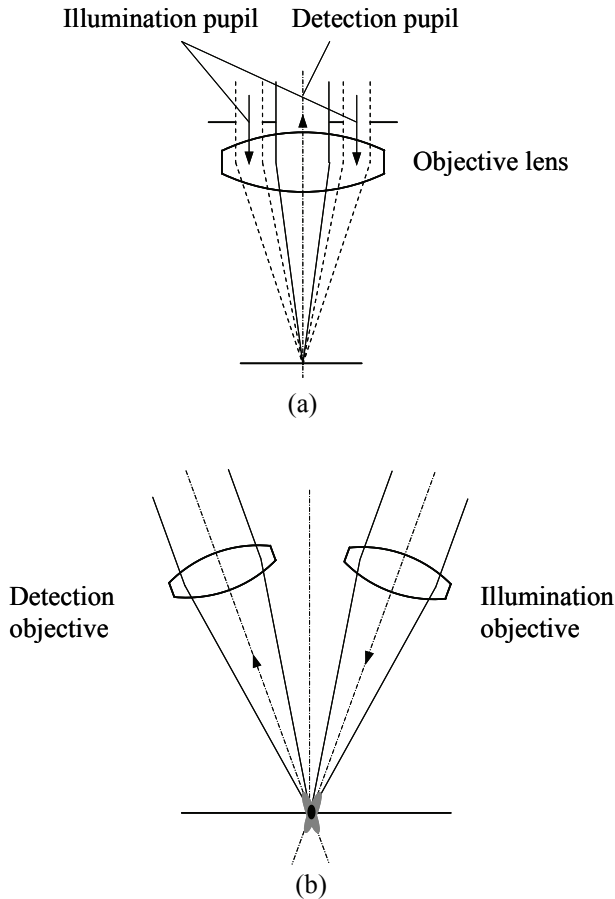 Illumination pupil
Detection pupil
Objective lens
(a)
Detection
objective
Illumination
objective
(b)